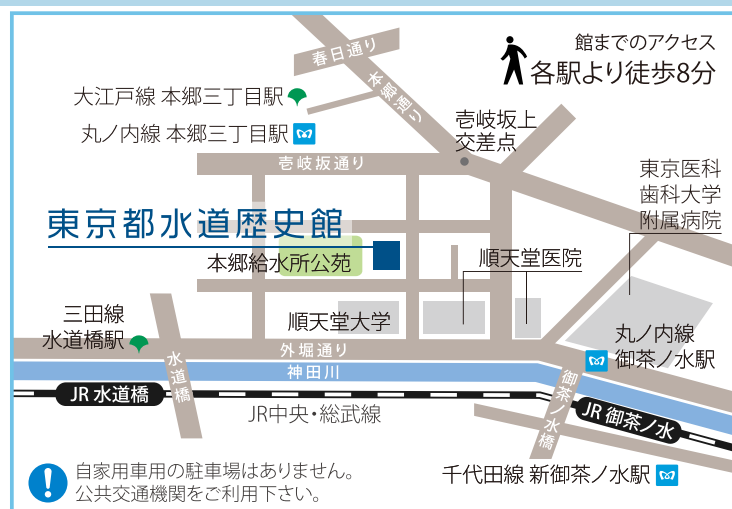 館までのアクセス
各駅より徒歩8分
春日通り
本郷通り
大江戸線 本郷三丁目駅
丸ノ内線 本郷三丁目駅
壱岐坂上
交差点
壱岐坂通り
東京医科
歯科大学
附属病院
東京都水道歴史館
本郷給水所公苑
順天堂医院
三田線
水道橋駅
順天堂大学
外堀通り
神田川
丸ノ内線
御茶ノ水駅
水道橋
御茶ノ水橋
JR 水道橋
JR中央・総武線
JR 御茶ノ水
千代田線 新御茶ノ水駅
自家用車用の駐車場はありません。
公共交通機関をご利用下さい。